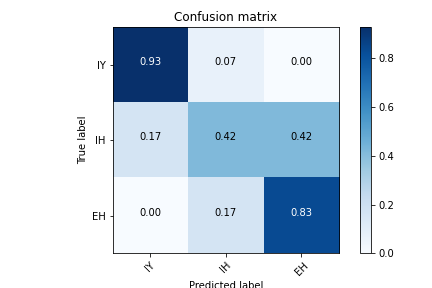 Confusion matrix
IY 0.93 0.07 0.00
IH 0.17 0.42 0.42
EH 0.00 0.17 0.83
IY IH EH
True label
Predicted label
0.8
0.6
0.4
0.2
0.0